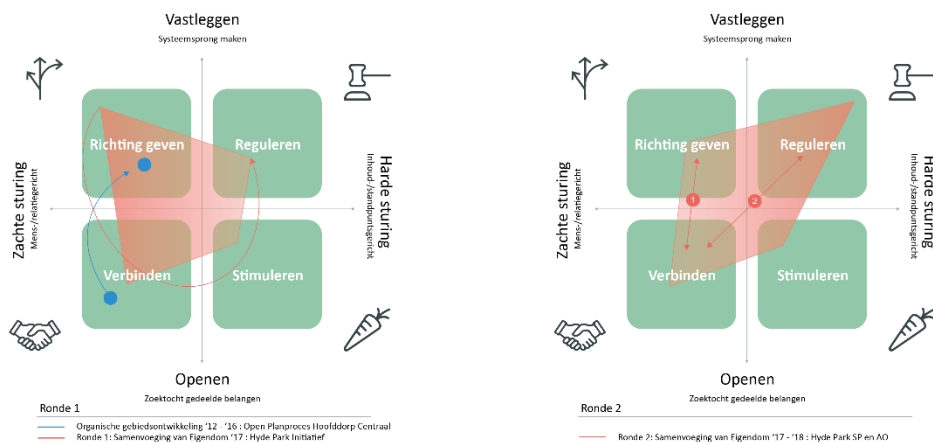 Vastleggen
Systeemsprong maken
Richting geven
Reguleren
Zachte sturing
Mens-/relatiegericht
Harde sturing
Inhoud-/standpuntsgericht
Verbinden
Stimuleren
Openen
Zoektocht gedeelde belangen
Ronde 1
Organische gebiedsontwikkeling '12 - '16 : Open Planproces Hoofddorp Centraal
Ronde 1: Samenvoeging van Eigendom '17 : Hyde Park Initiatief
Vastleggen
Systeemsprong maken
Richting geven
Reguleren
Zachte sturing
Mens-/relatiegericht
1
2
Harde sturing
Inhoud-/standpuntsgericht
Verbinden
Stimuleren
Openen
Zoektocht gedeelde belangen
Ronde 2
Ronde 2: Samenvoeging van Eigendom '17 - '18 : Hyde Park SP en AO